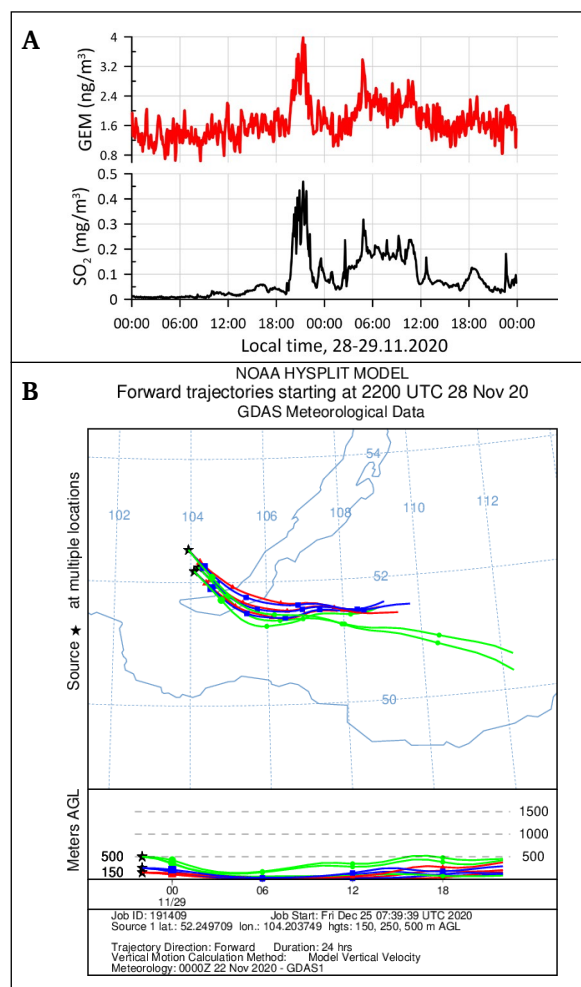 A
GEM (ng/m³)
4
3.2
2.4
1.6
0.8
SO₂ (mg/m³)
0.5
0.4
0.3
0.2
0.1
0
00:00 06:00 12:00 18:00 00:00 06:00 12:00 18:00 00:00
Local time, 28-29.11.2020
B
NOAA HYSPLIT MODEL
Forward trajectories starting at 2200 UTC 28 Nov 20
GDAS Meteorological Data
Source ★ at multiple locations
54
102 104 106 108 110 112
52
50
Meters AGL
1500
1000
500 500
150
00 06 12 18
11/29
Job ID: 191409 Job Start: Fri Dec 25 07:39:39 UTC 2020
Source 1 lat.: 52.249709 lon.: 104.203749 hgts: 150, 250, 500 m AGL
Trajectory Direction: Forward Duration: 24 hrs
Vertical Motion Calculation Method: Model Vertical Velocity
Meteorology: 0000Z 22 Nov 2020 - GDAS1